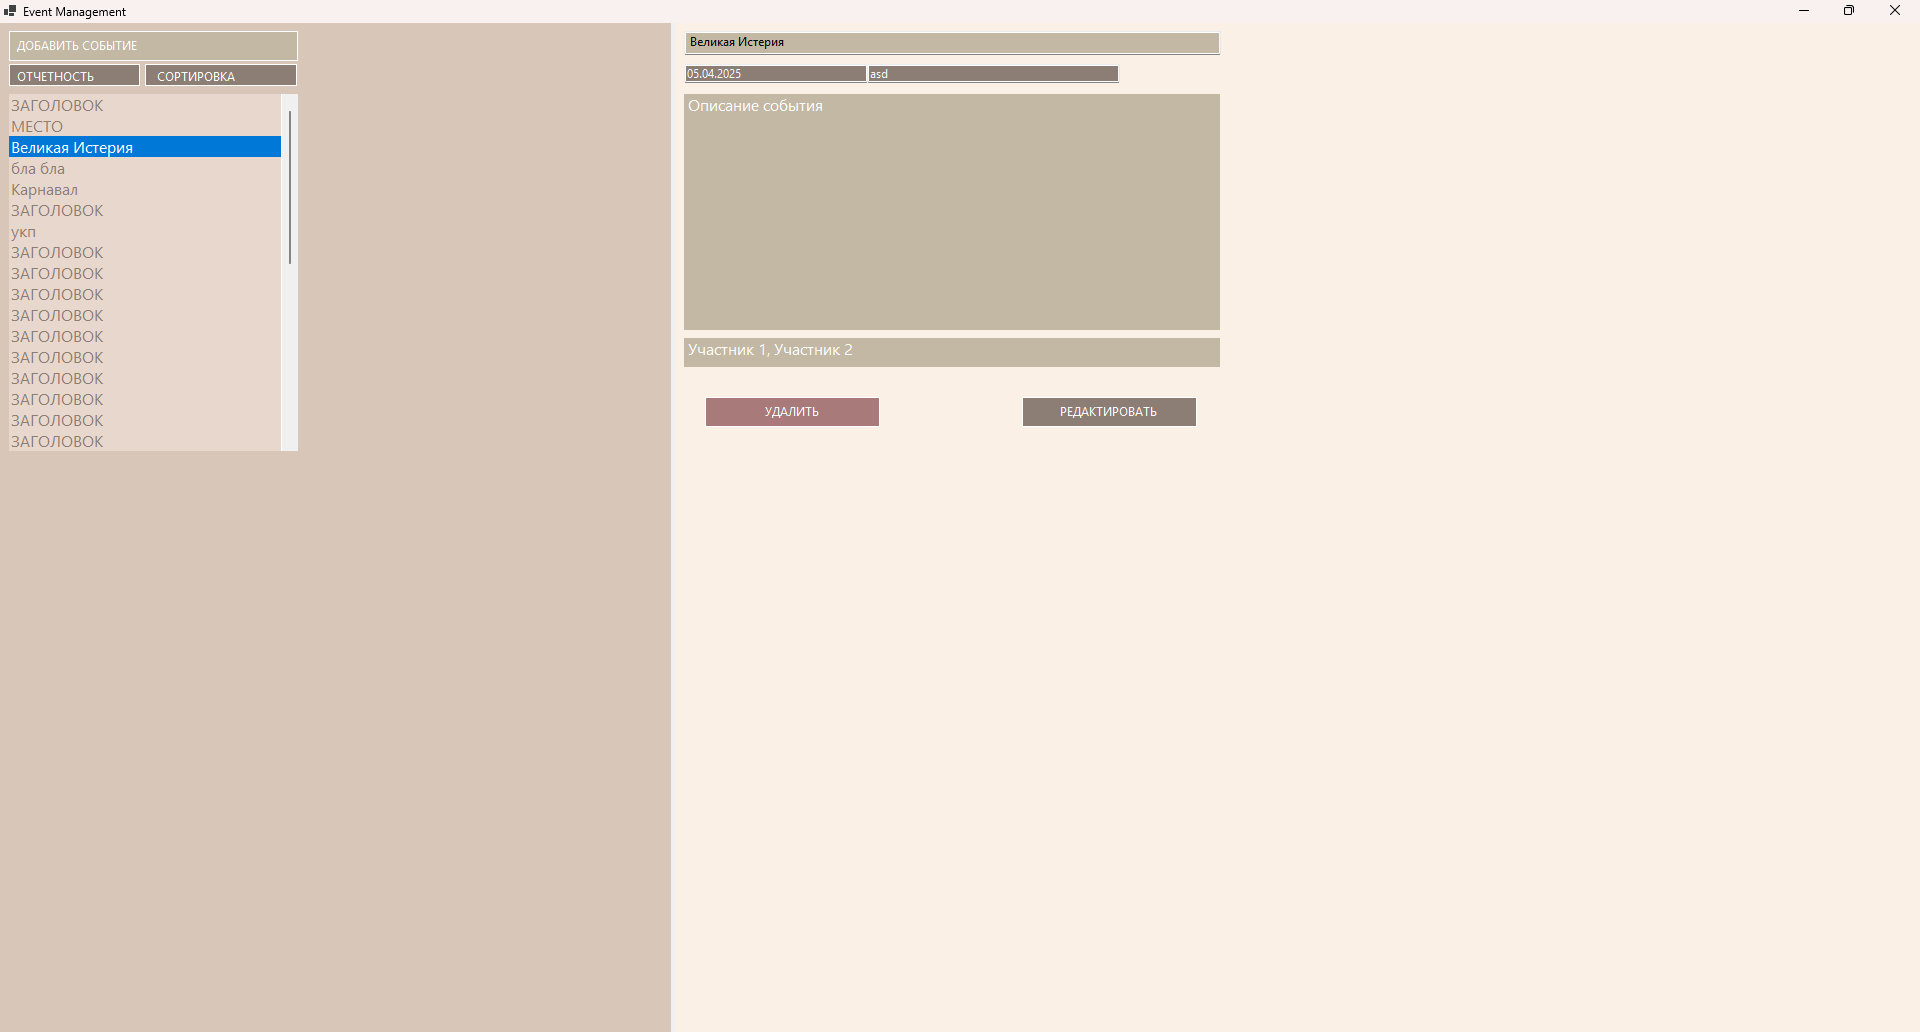 Event Management
ДОБАВИТЬ СОБЫТИЕ
ОТЧЕТНОСТЬ
СОРТИРОВКА
ЗАГОЛОВОК
МЕСТО
Великая Истерия
бла бла
Карнавал
ЗАГОЛОВОК
укп
ЗАГОЛОВОК
ЗАГОЛОВОК
ЗАГОЛОВОК
ЗАГОЛОВОК
ЗАГОЛОВОК
ЗАГОЛОВОК
ЗАГОЛОВОК
ЗАГОЛОВОК
ЗАГОЛОВОК
ЗАГОЛОВОК
Великая Истерия
05.04.2025
asd
Описание события
Участник 1, Участник 2
УДАЛИТЬ
РЕДАКТИРОВАТЬ